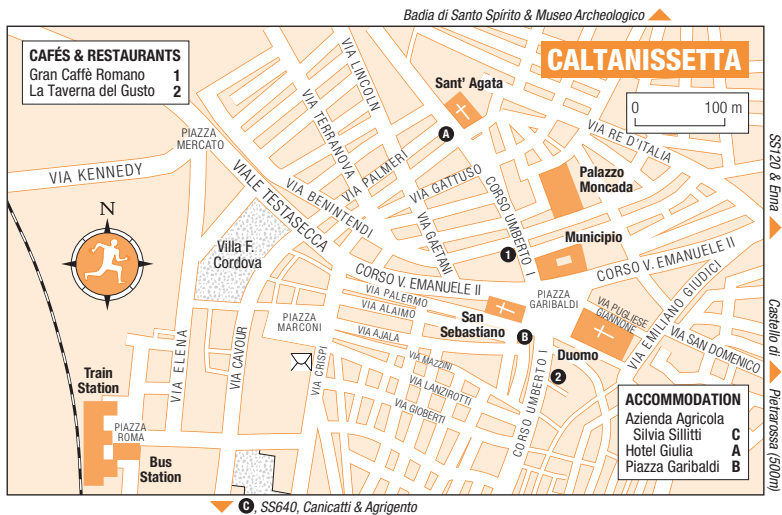 Badia di Santo Spírito & Museo Archeologico
CALTANISSETTA
CAFÉS & RESTAURANTS
Gran Caffè Romano 1
La Taverna del Gusto 2
0 100 m
VIA LINCOLN
Sant' Agata
A
VIA TERRANOVA
PIAZZA
MERCATO
VIA RE D'ITALIA
SS120 & Enna
VIA KENNEDY
VIALE TESTASECCA
VIA PALMERI
VIA BENINTENDI
VIA GATTUSO
CORSO UMBERTO I
Palazzo
Moncada
N
VIA GAETANI
Villa F.
Cordova
1
Municipio
CORSO V. EMANUELE II
CORSO V. EMANUELE II
VIA PALERMO
VIA ALAIMO
PIAZZA
GARIBALDI
VIA PUGLIESE
GIANNONE
VIA EMILIANO GIUDICI
San
Sebastiano
PIAZZA
MARCONI
VIA AJALA
B
VIA SAN DOMENICO
Castello di Pietrarossa (500m)
VIA ELENA
VIA CAVOUR
VIA CRISPI
VIA MAZZINI
Duomo
2
VIA LANZIROTTI
VIA GIOBERTI
CORSO UMBERTO I
Train
Station
PIAZZA
ROMA
Bus
Station
ACCOMMODATION
Azienda Agricola
Silvia Sillitti C
Hotel Giulia A
Piazza Garibaldi B
C, SS640, Canicatti & Agrigento